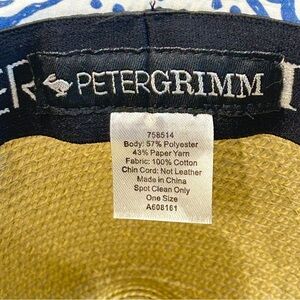 PETERGRIMM
758514
Body: 57% Polyester
43% Paper Yarn
Fabric: 100% Cotton
Chin Cord: Not Leather
Made in China
Spot Clean Only
One Size
A608161